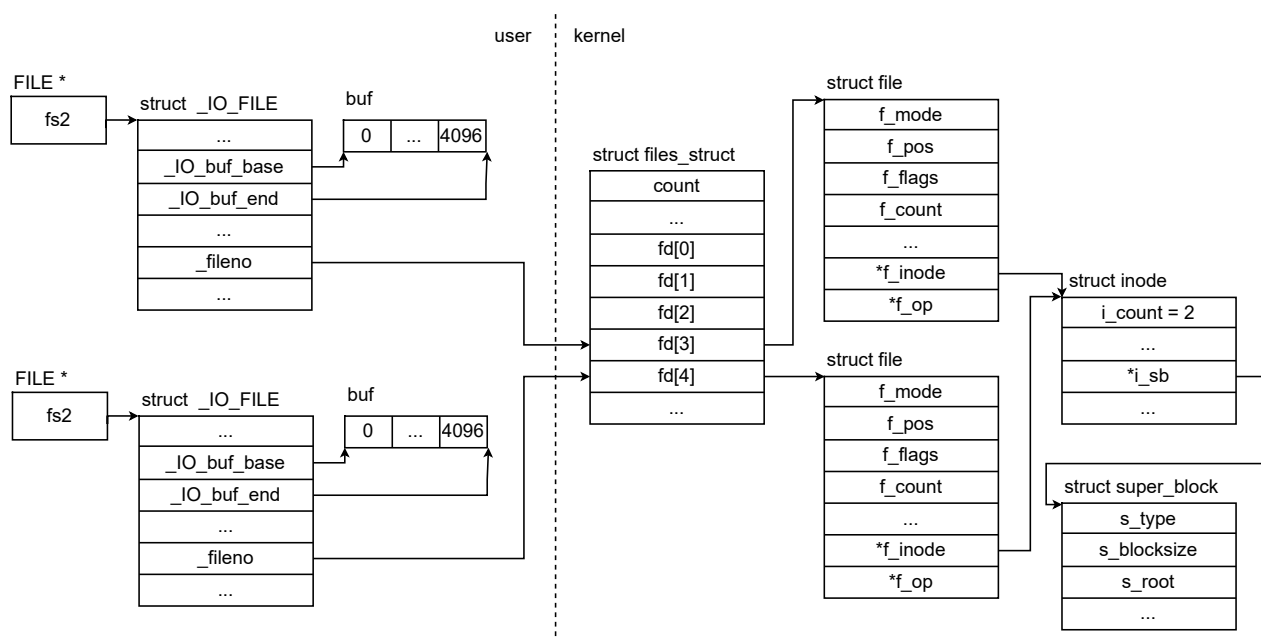 user
kernel
FILE *
fs2
struct _IO_FILE
...
_IO_buf_base
_IO_buf_end
...
_fileno
...
buf
0 ... 4096
FILE *
fs2
struct _IO_FILE
...
_IO_buf_base
_IO_buf_end
...
_fileno
...
buf
0 ... 4096
struct files_struct
count
...
fd[0]
fd[1]
fd[2]
fd[3]
fd[4]
...
struct file
f_mode
f_pos
f_flags
f_count
...
*f_inode
*f_op
struct file
f_mode
f_pos
f_flags
f_count
...
*f_inode
*f_op
struct inode
i_count = 2
...
*i_sb
...
struct super_block
s_type
s_blocksize
s_root
...